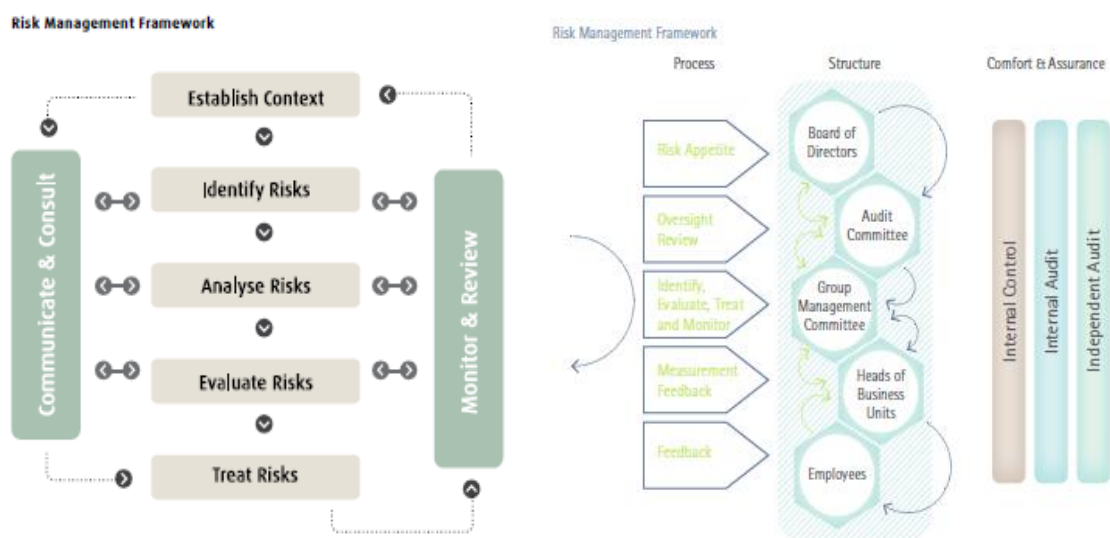 Risk Management Framework
Establish Context
Identify Risks
Analyse Risks
Evaluate Risks
Treat Risks
Communicate & Consult
Monitor & Review
Risk Management Framework
Process
Structure
Comfort & Assurance
Risk Appetite
Oversight
Review
Identify,
Evaluate, Treat
and Monitor
Measurement
Feedback
Feedback
Board of
Directors
Audit
Committee
Group
Management
Committee
Heads of
Business
Units
Employees
Internal Control
Internal Audit
Independent Audit